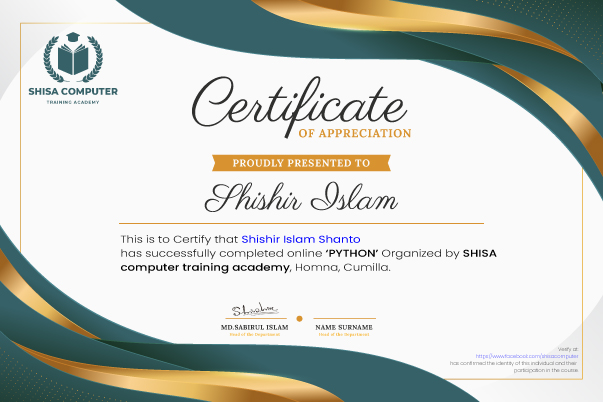 SHISA COMPUTER
TRAINING ACADEMY
Certificate
OF APPRECIATION
PROUDLY PRESENTED TO
Shishir Islam
This is to Certify that Shishir Islam Shanto
has successfully completed online ‘PYTHON’ Organized by SHISA
computer training academy, Homna, Cumilla.
MD.SABIRUL ISLAM
Head of the Department
NAME SURNAME
Head of the Department
Verify at:
https://www.facebook.com/shisacomputer
has confirmed the identity of this individual and their
participation in the course.